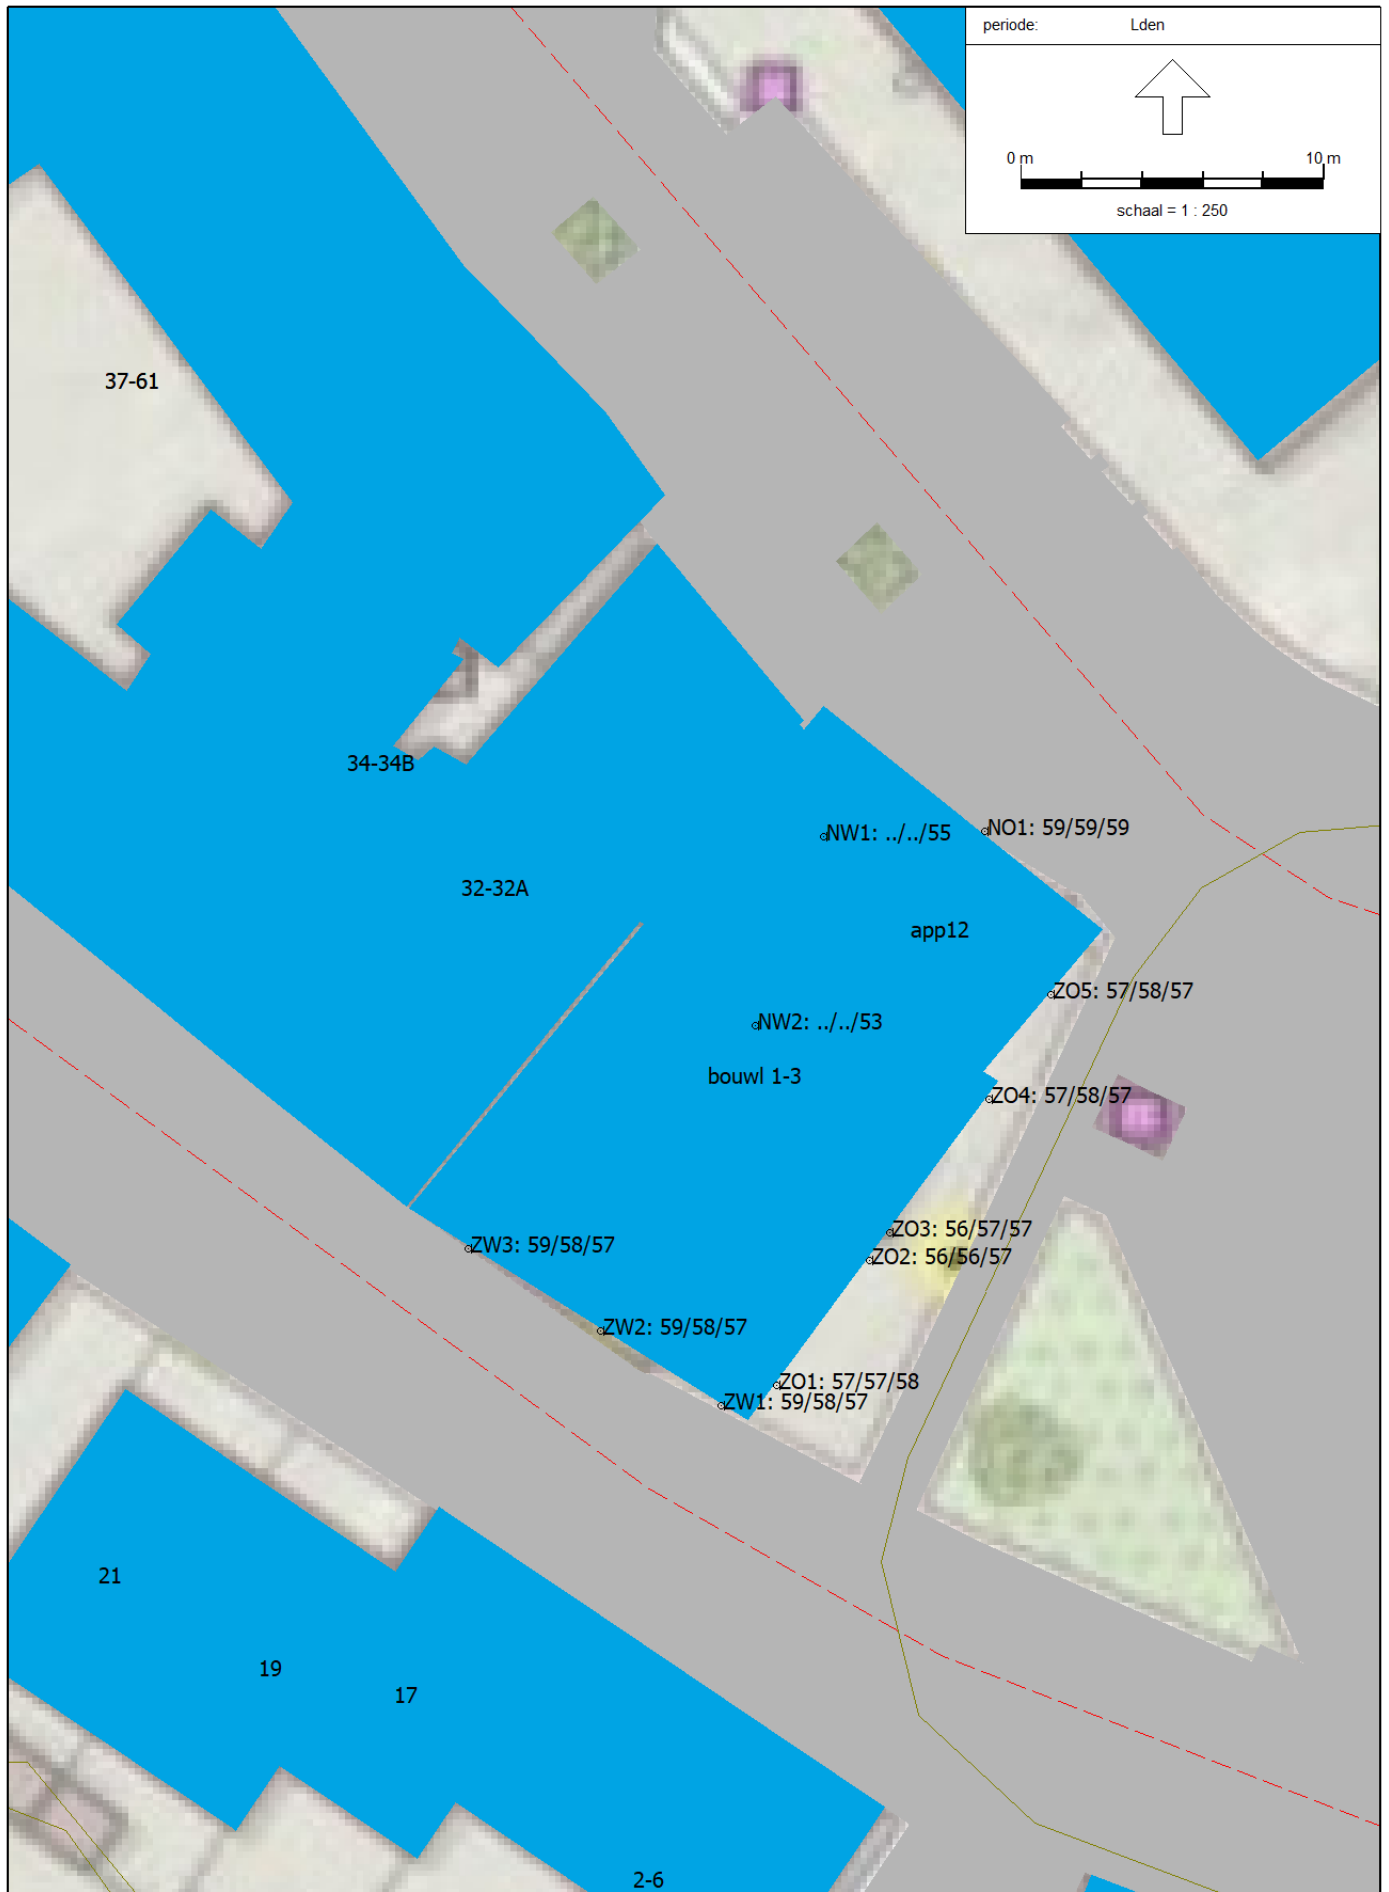 periode: Lden
0 m 10 m
schaal = 1 : 250
37-61
34-34B
NW1: ../../55
NO1: 59/59/59
32-32A
app12
ZO5: 57/58/57
NW2: ../../53
bouwl 1-3
ZO4: 57/58/57
ZO3: 56/57/57
ZO2: 56/56/57
ZW3: 59/58/57
ZW2: 59/58/57
ZO1: 57/57/58
ZW1: 59/58/57
21
19
17
2-6